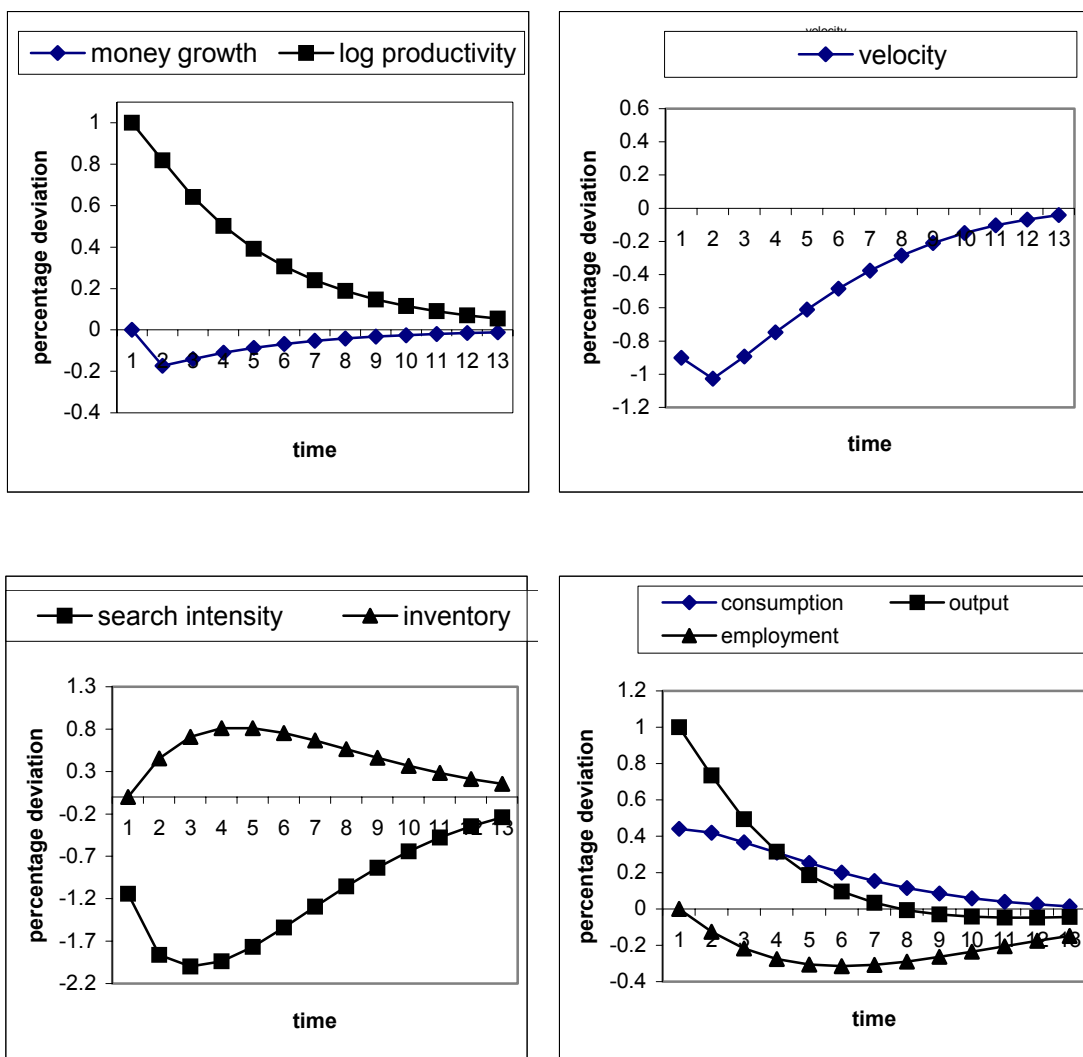 money growth log productivity
percentage deviation
1
0.8
0.6
0.4
0.2
0
-0.2
-0.4
1 2 3 4 5 6 7 8 9 10 11 12 13
time
velocity
velocity
percentage deviation
0.6
0.4
0.2
0
-0.2
-0.4
-0.6
-0.8
-1
-1.2
1 2 3 4 5 6 7 8 9 10 11 12 13
time
search intensity inventory
percentage deviation
1.3
0.8
0.3
-0.2
-0.7
-1.2
-1.7
-2.2
1 2 3 4 5 6 7 8 9 10 11 12 13
time
consumption output
employment
percentage deviation
1.2
1
0.8
0.6
0.4
0.2
0
-0.2
-0.4
1 2 3 4 5 6 7 8 9 10 11 12 13
time